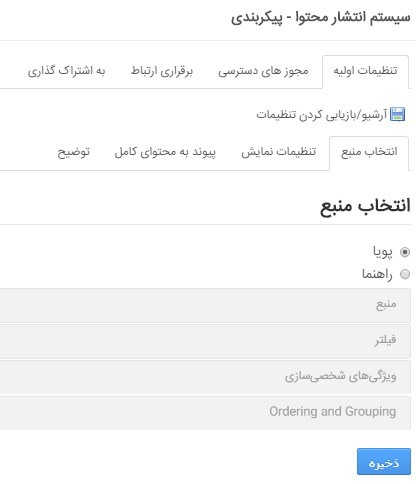 سیستم انتشار محتوا - پیکربندی
تنظیمات اولیه مجوز های دسترسی برقراری ارتباط به اشتراک گذاری
آرشیو/بازیابی کردن تنظیمات
انتخاب منبع تنظیمات نمایش پیوند به محتوای کامل توضیح
انتخاب منبع
پویا
راهنما
منبع
فیلتر
ویژگی‌های شخصی‌سازی
Ordering and Grouping
ذخیره